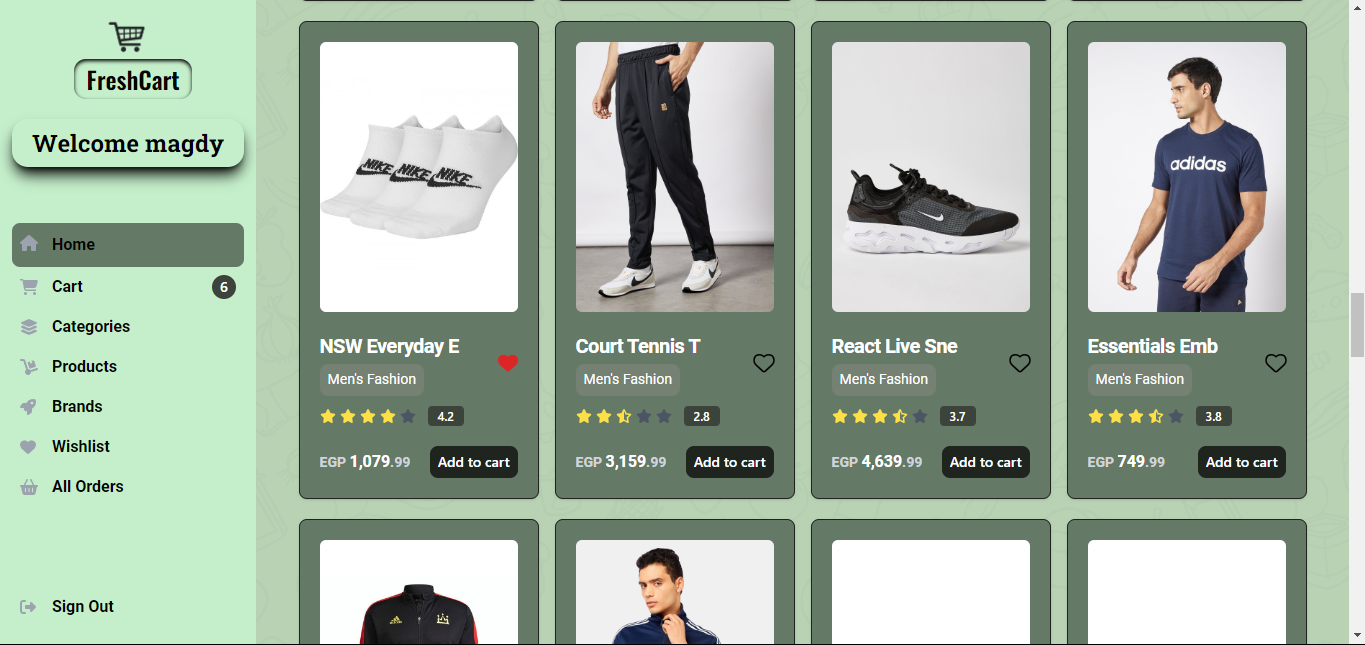 FreshCart
Welcome magdy
Home
Cart 6
Categories
Products
Brands
Wishlist
All Orders
Sign Out
NIKE NIKE NIKE
NSW Everyday E
Men's Fashion
4.2
EGP 1,079.99 Add to cart
Court Tennis T
Men's Fashion
2.8
EGP 3,159.99 Add to cart
React Live Sne
Men's Fashion
3.7
EGP 4,639.99 Add to cart
adidas
Essentials Emb
Men's Fashion
3.8
EGP 749.99 Add to cart